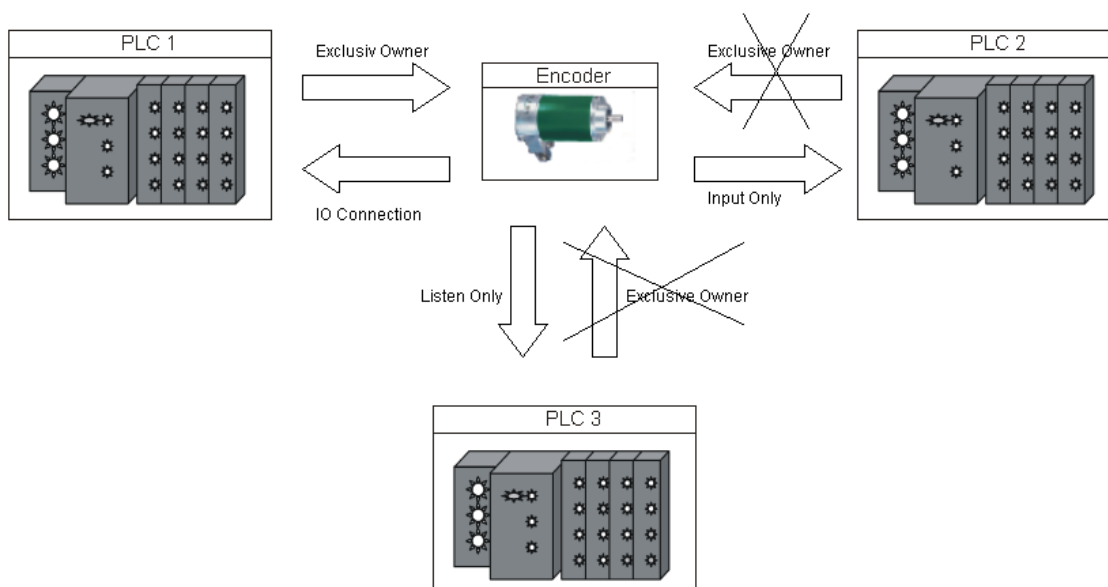 PLC 1
Exclusiv Owner
IO Connection
Encoder
Exclusive Owner
Input Only
PLC 2
Listen Only
Exclusive Owner
PLC 3